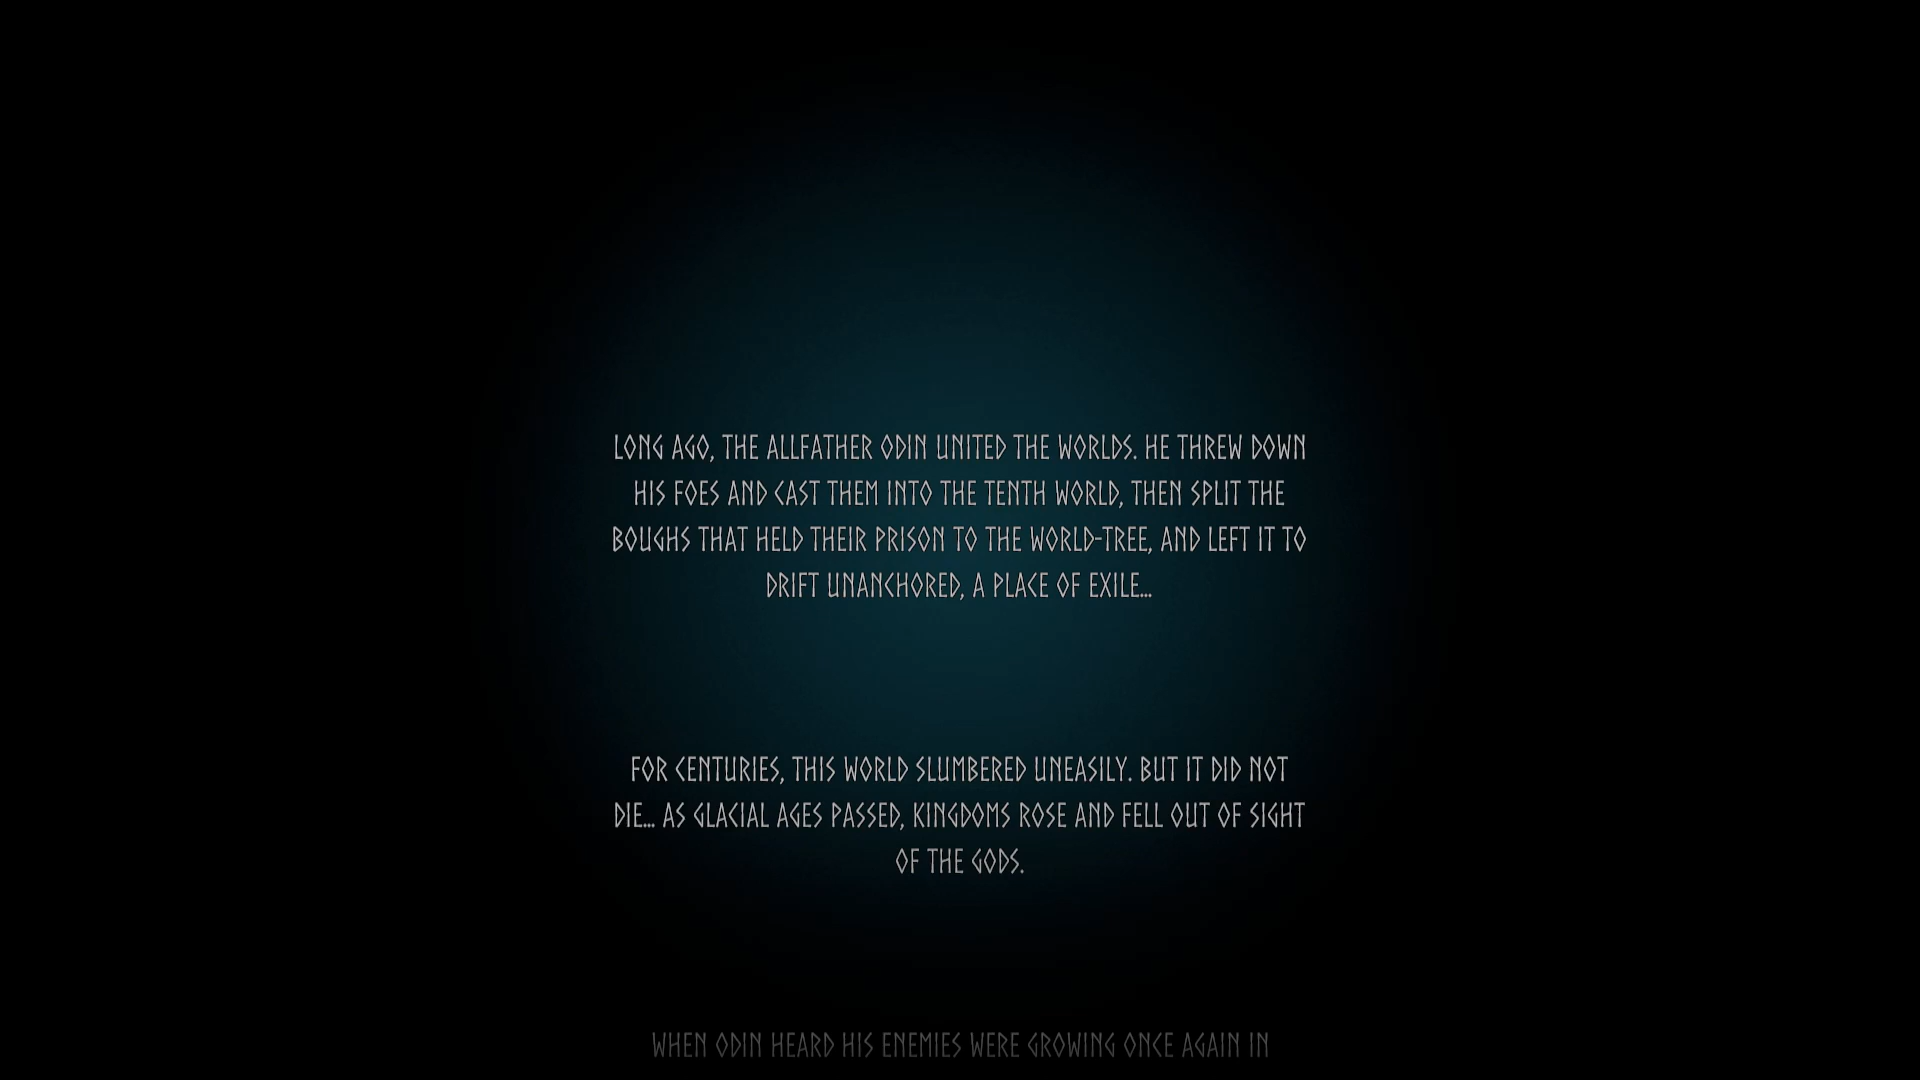 LONG AGO, THE ALLFATHER ODIN UNITED THE WORLDS. HE THREW DOWN
HIS FOES AND CAST THEM INTO THE TENTH WORLD, THEN SPLIT THE
BOUGHS THAT HELD THEIR PRISON TO THE WORLD-TREE, AND LEFT IT TO
DRIFT UNANCHORED, A PLACE OF EXILE...
FOR CENTURIES, THIS WORLD SLUMBERED UNEASILY. BUT IT DID NOT
DIE... AS GLACIAL AGES PASSED, KINGDOMS ROSE AND FELL OUT OF SIGHT
OF THE GODS.
WHEN ODIN HEARD HIS ENEMIES WERE GROWING ONCE AGAIN IN